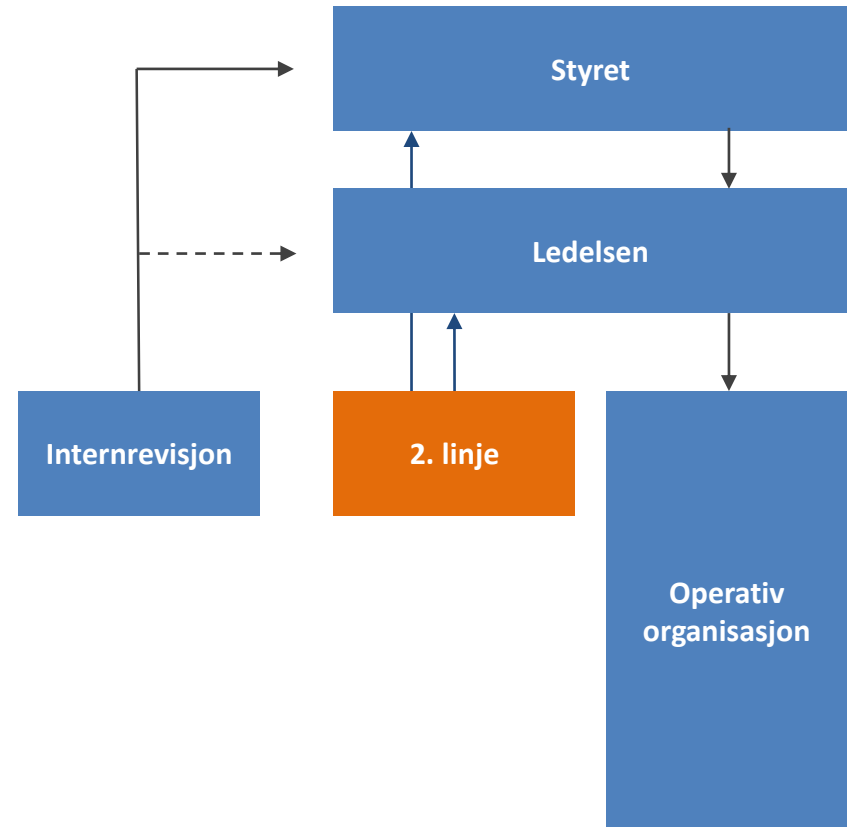 Styret
Ledelsen
Internrevisjon
2. linje
Operativ
organisasjon